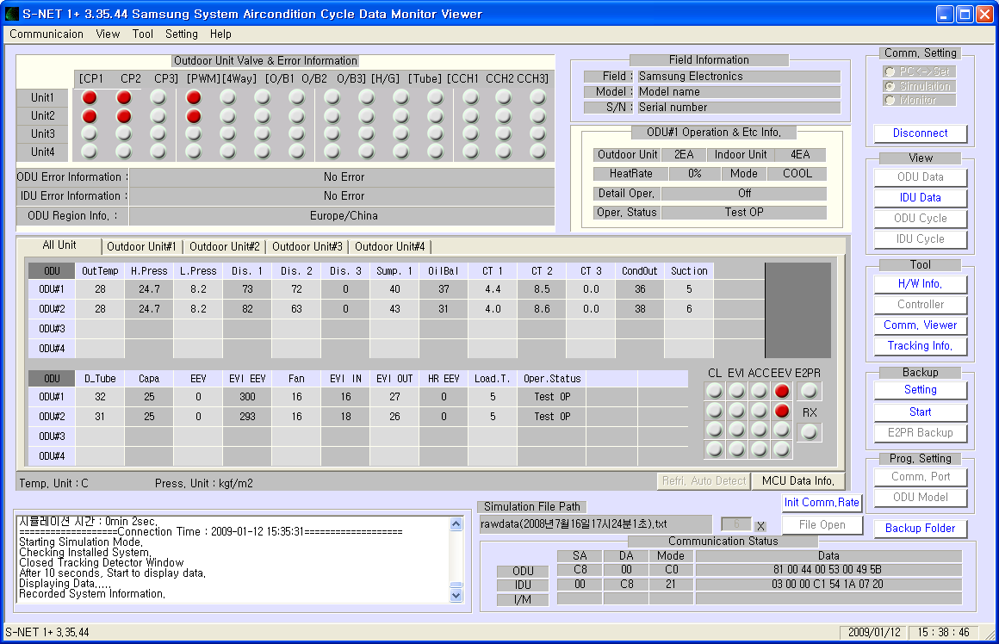 S-NET 1+ 3.35.44 Samsung System Aircondition Cycle Data Monitor Viewer
Communicaion View Tool Setting Help
Outdoor Unit Valve & Error Information
[CP1 CP2 CP3] [PWM] [4Way] [O/B1 O/B2 O/B3] [H/G] [Tube] [CCH1 CCH2 CCH3]
Unit1
Unit2
Unit3
Unit4
ODU Error Information : No Error
IDU Error Information : No Error
ODU Region Info. : Europe/China
Field Information
Field : Samsung Electronics
Model : Model name
S/N : Serial number
ODU#1 Operation & Etc Info.
Outdoor Unit 2EA Indoor Unit 4EA
HeatRate 0% Mode COOL
Detail Oper. Off
Oper. Status Test OP
Comm. Setting
PC<->Set
Simulation
Monitor
Disconnect
View
ODU Data
IDU Data
ODU Cycle
IDU Cycle
Tool
H/W Info.
Controller
Comm. Viewer
Tracking Info.
Backup
Setting
Start
E2PR Backup
Prog. Setting
Comm. Port
ODU Model
Backup Folder
All Unit Outdoor Unit#1 Outdoor Unit#2 Outdoor Unit#3 Outdoor Unit#4
ODU OutTemp H.Press L.Press Dis. 1 Dis. 2 Dis. 3 Sump. 1 OilBal CT 1 CT 2 CT 3 CondOut Suction
ODU#1 28 24.7 8.2 73 72 0 40 37 4.4 8.5 0.0 36 5
ODU#2 28 24.7 8.2 82 63 0 43 31 4.0 8.6 0.0 38 6
ODU#3
ODU#4
ODU D_Tube Capa EEV EVI EEV Fan EVI IN EVI OUT HR EEV Load.T. Oper.Status
ODU#1 32 25 0 300 16 16 27 0 5 Test OP
ODU#2 31 25 0 293 16 18 26 0 5 Test OP
ODU#3
ODU#4
CL EVI ACC EEV E2PR
RX
Temp. Unit : C Press. Unit : kgf/m2
Refri. Auto Detect MCU Data Info.
시뮬레이션 시간 : 0min 2sec.
===================Connection Time : 2009-01-12 15:35:31===================
Starting Simulation Mode.
Checking Installed System.
Closed Tracking Detector Window
After 10 seconds, Start to display data.
Displaying Data.....
Recorded System Information.
Simulation File Path
rawdata(2008년7월16일17시24분1초).txt
6 X
Init Comm.Rate
File Open
Communication Status
SA DA Mode Data
ODU C8 00 C0 81 00 44 00 53 00 49 5B
IDU 00 C8 21 03 00 00 C1 54 1A 07 20
I/M
S-NET 1+ 3.35.44 2009/01/12 15 : 38 : 46